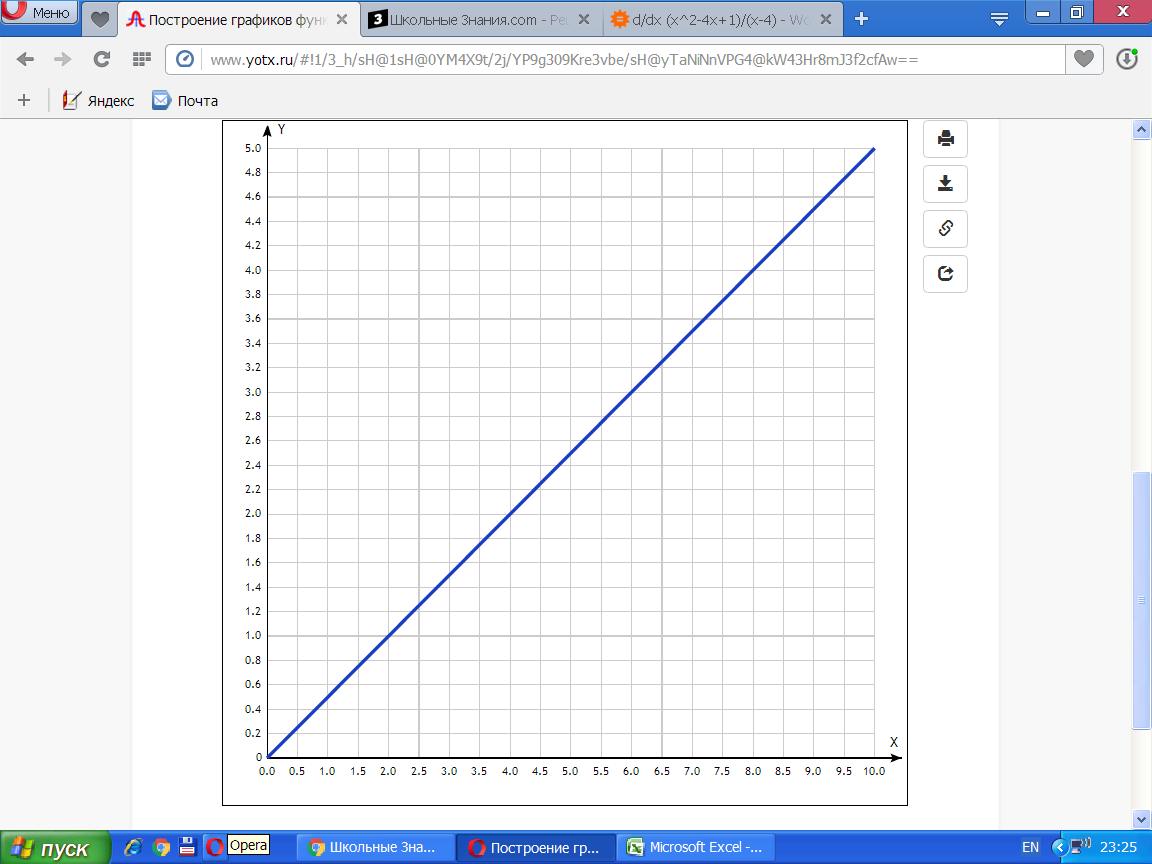 Меню
Построение графиков фун
Школьные Знания.com - Ре
d/dx (x^2-4x+1)/(x-4) - Wo
www.yotx.ru/#!1/3_h/sH@1sH@0YM4X9t/2j/YP9g309Kre3vbe/sH@yTaNiNnVPG4@kW43Hr8mJ3f2cfAw==
Яндекс
Почта
Y
5.0
4.8
4.6
4.4
4.2
4.0
3.8
3.6
3.4
3.2
3.0
2.8
2.6
2.4
2.2
2.0
1.8
1.6
1.4
1.2
1.0
0.8
0.6
0.4
0.2
0
X
0.0 0.5 1.0 1.5 2.0 2.5 3.0 3.5 4.0 4.5 5.0 5.5 6.0 6.5 7.0 7.5 8.0 8.5 9.0 9.5 10.0
пуск
Opera
Школьные Зна...
Построение гр...
Microsoft Excel -...
EN
23:25